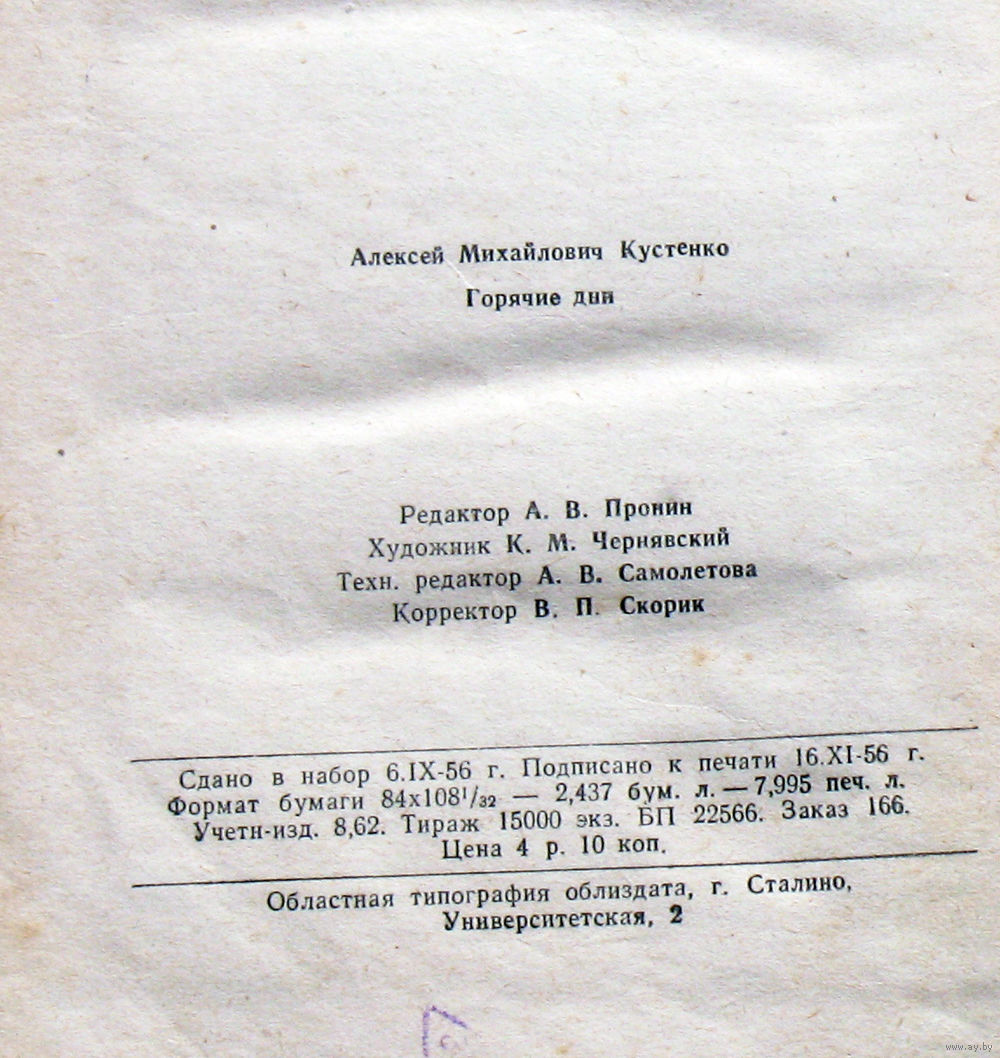 Алексей Михайлович Кустенко
Горячие дни
Редактор А. В. Пронин
Художник К. М. Чернявский
Техн. редактор А. В. Самолетова
Корректор В. П. Скорик
Сдано в набор 6.IX-56 г. Подписано к печати 16.XI-56 г.
Формат бумаги 84х108¹/₃₂ — 2,437 бум. л. — 7,995 печ. л.
Учетн-изд. 8,62. Тираж 15000 экз. БП 22566. Заказ 166.
Цена 4 р. 10 коп.
Областная типография облиздата, г. Сталино,
Университетская, 2
www.ay.by